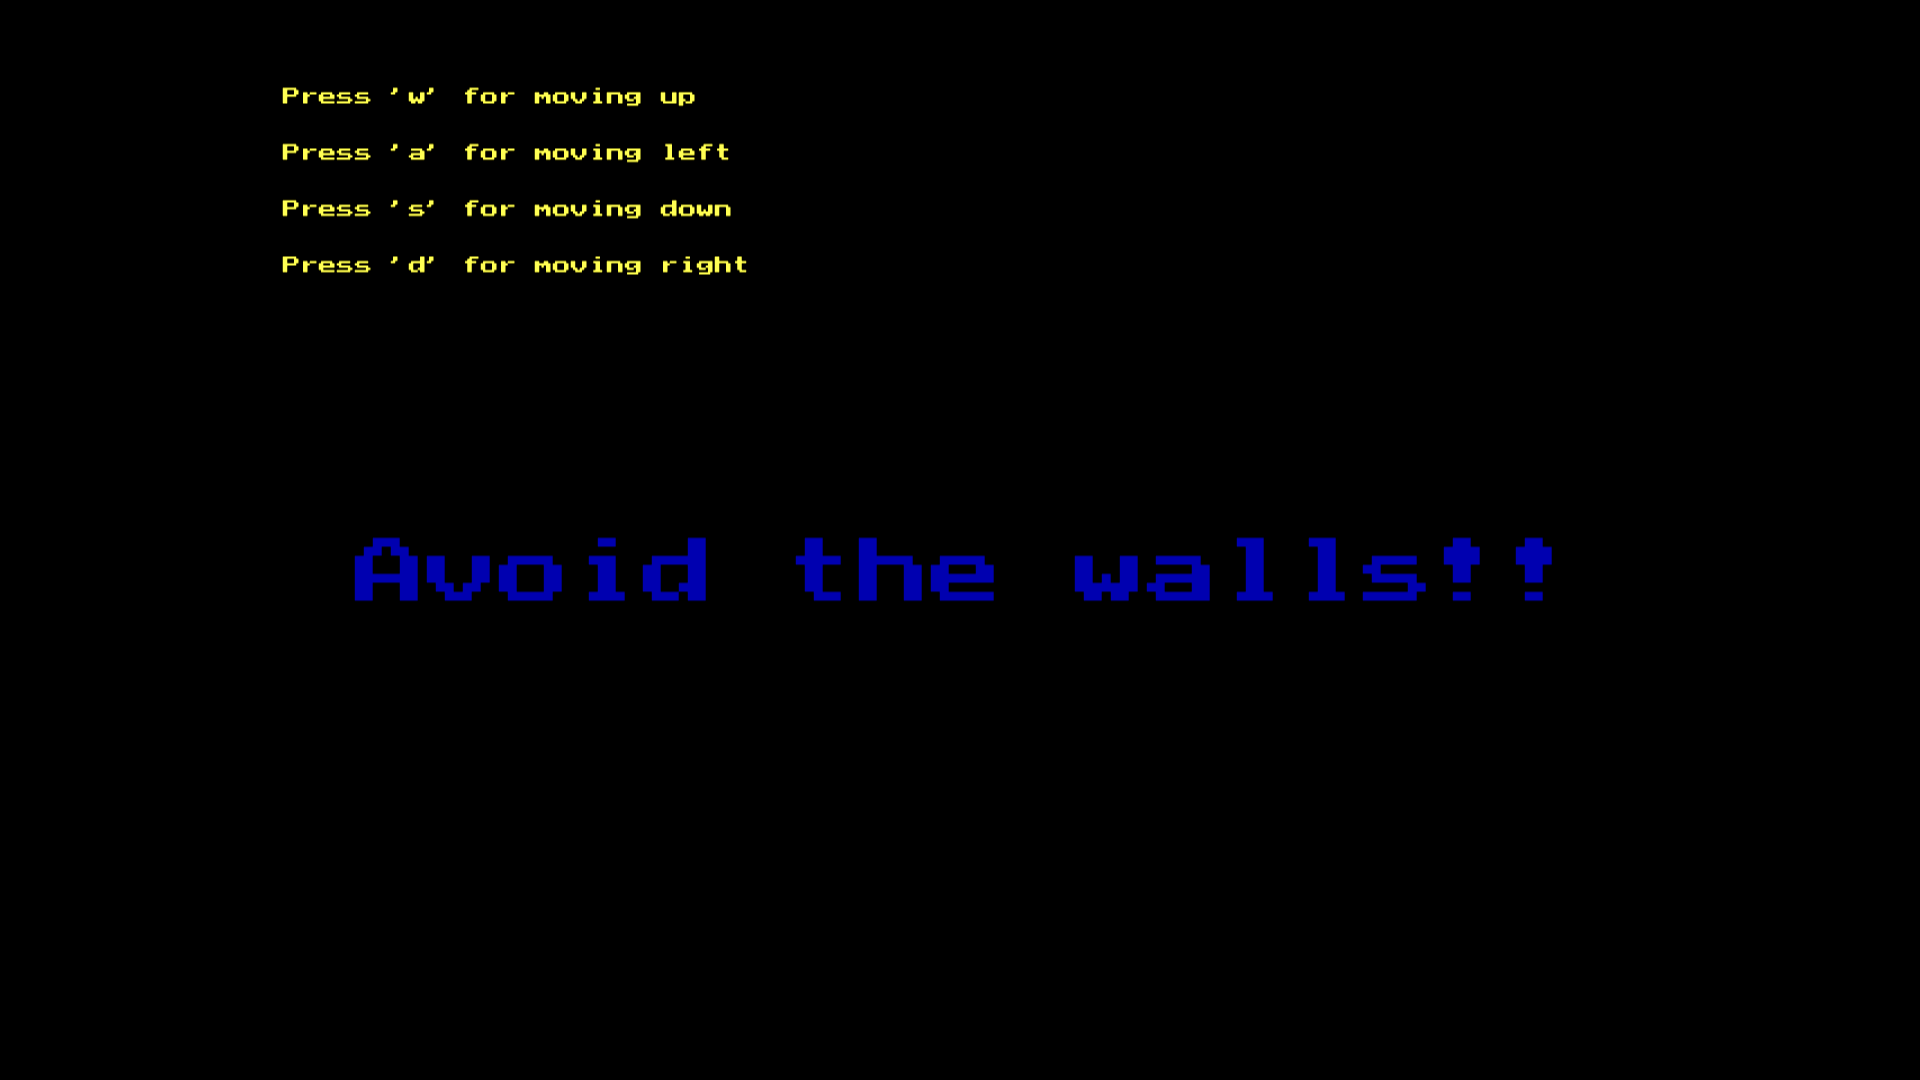 Press 'w' for moving up
Press 'a' for moving left
Press 's' for moving down
Press 'd' for moving right
Avoid the walls!!